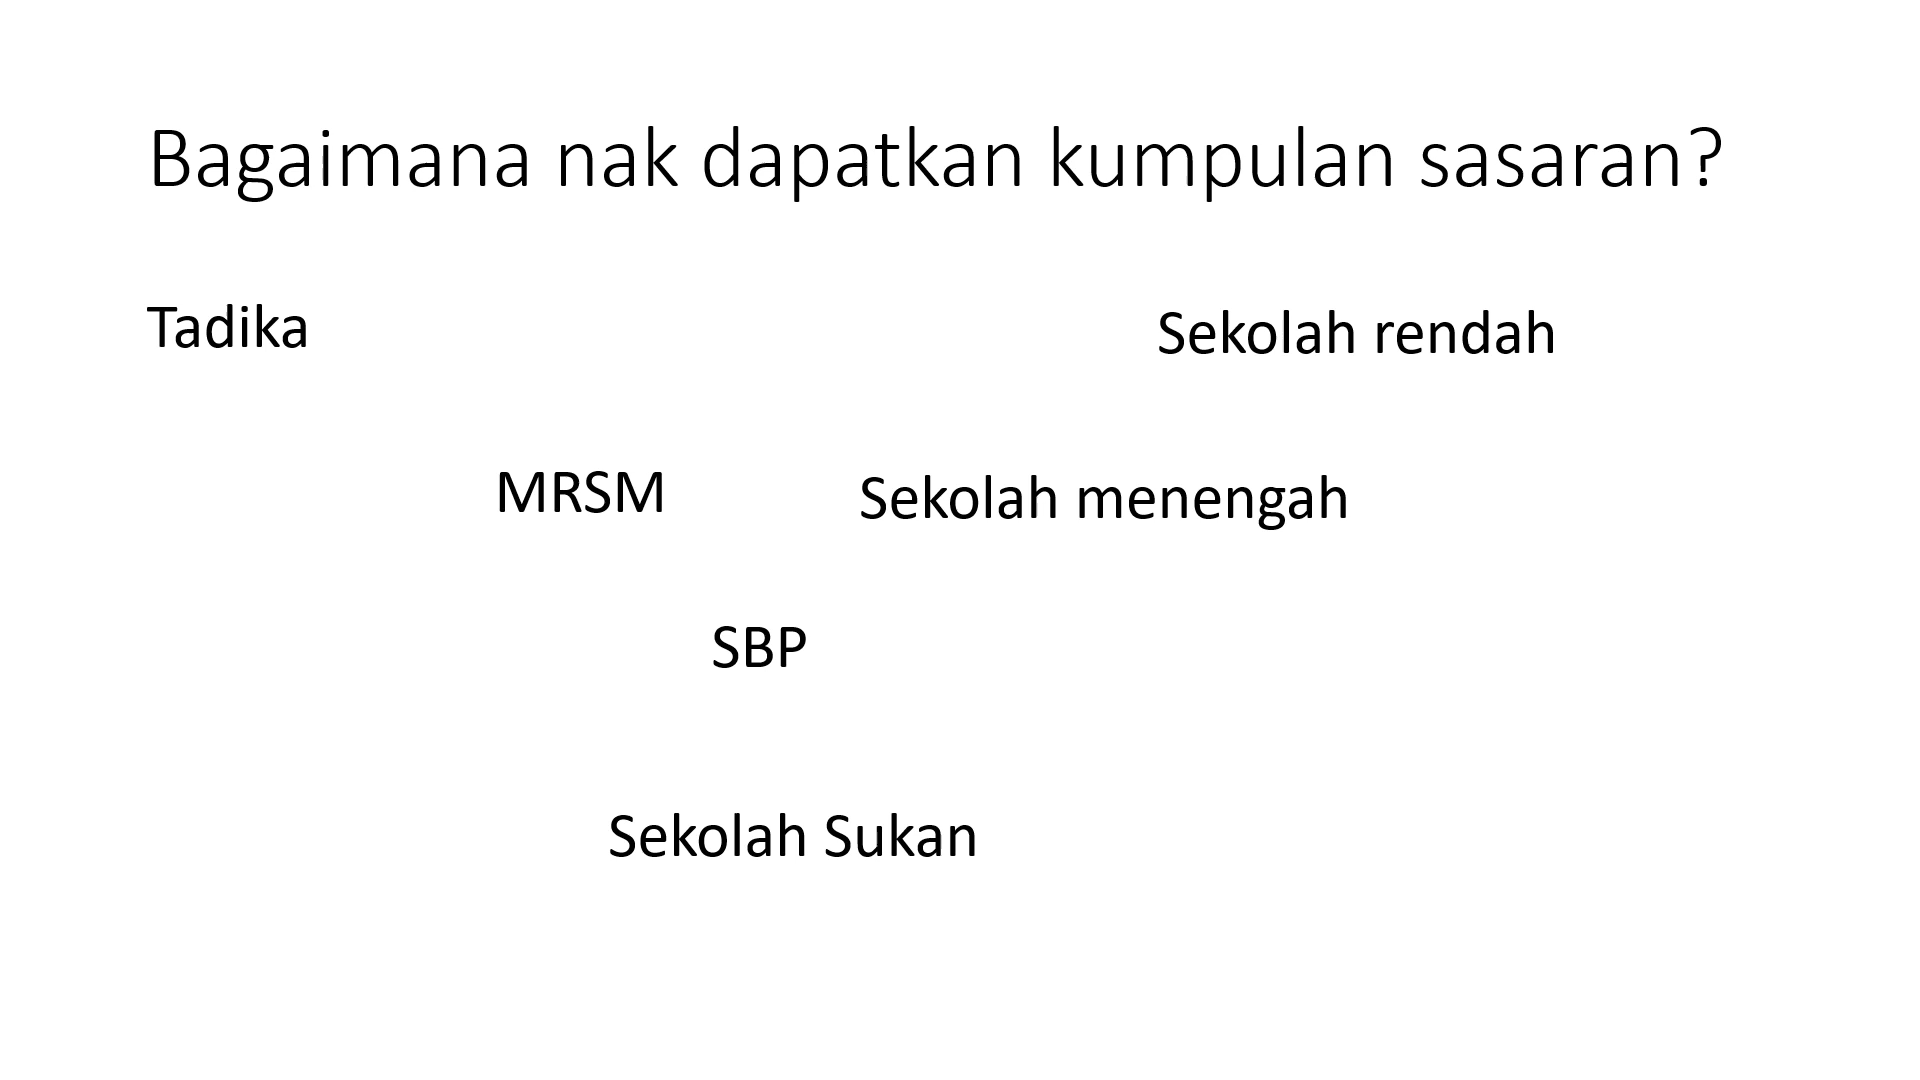 Bagaimana nak dapatkan kumpulan sasaran?
Tadika
Sekolah rendah
MRSM
Sekolah menengah
SBP
Sekolah Sukan